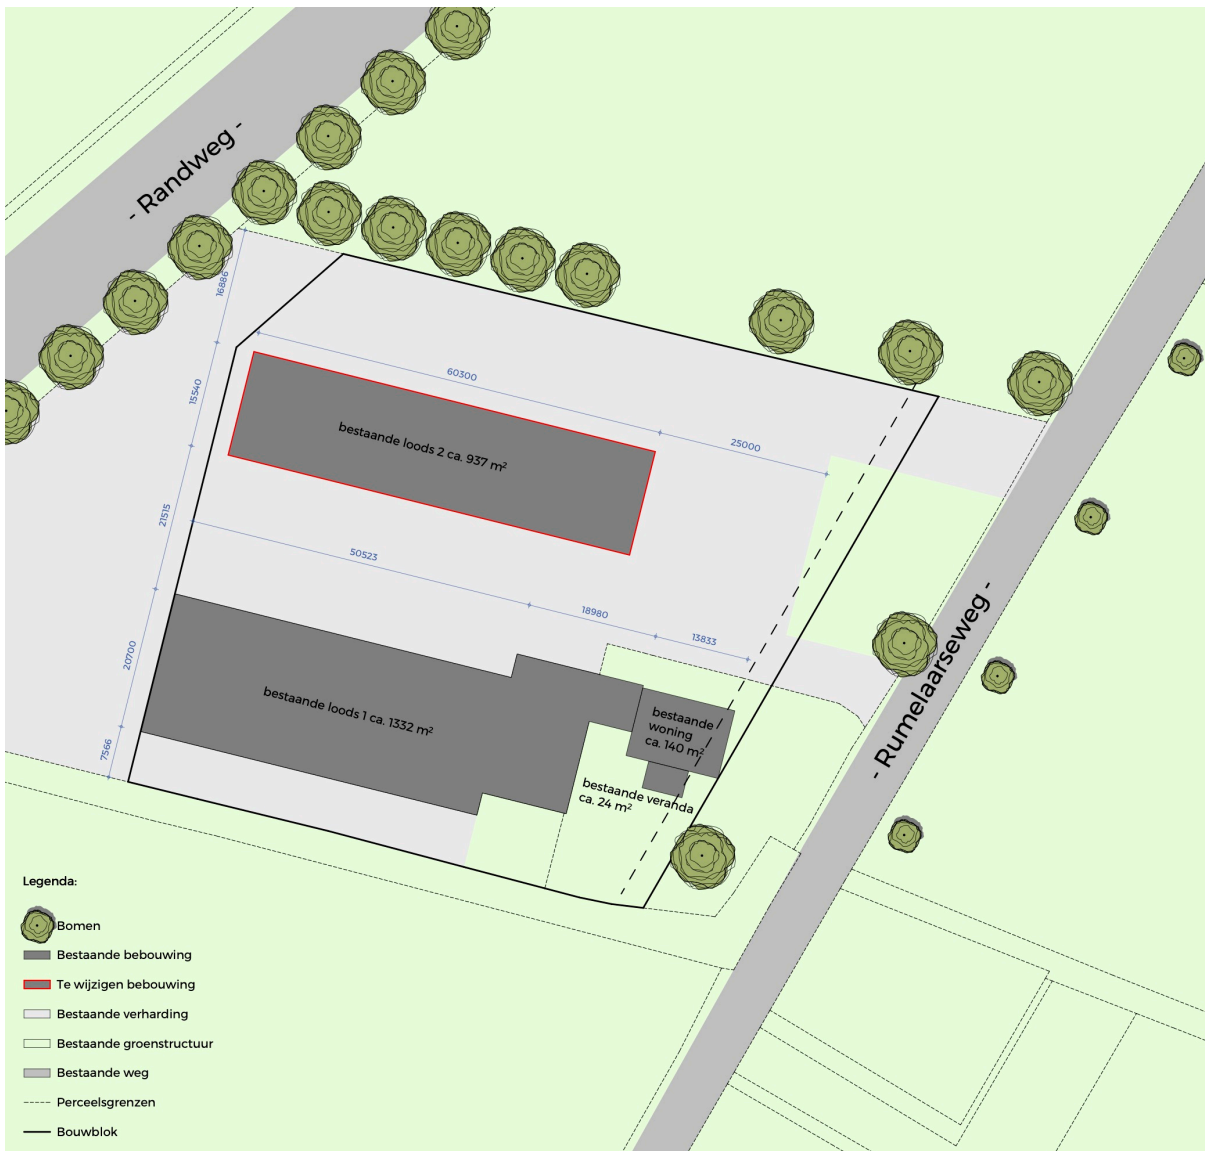 - Randweg -
16886
15540
21515
20700
7566
60300
25000
bestaande loods 2 ca. 937 m²
50523
18980
13833
bestaande loods 1 ca. 1332 m²
bestaande
woning
ca. 140 m²
bestaande veranda
ca. 24 m²
- Rumelaarseweg -
Legenda:
Bomen
Bestaande bebouwing
Te wijzigen bebouwing
Bestaande verharding
Bestaande groenstructuur
Bestaande weg
Perceelsgrenzen
Bouwblok